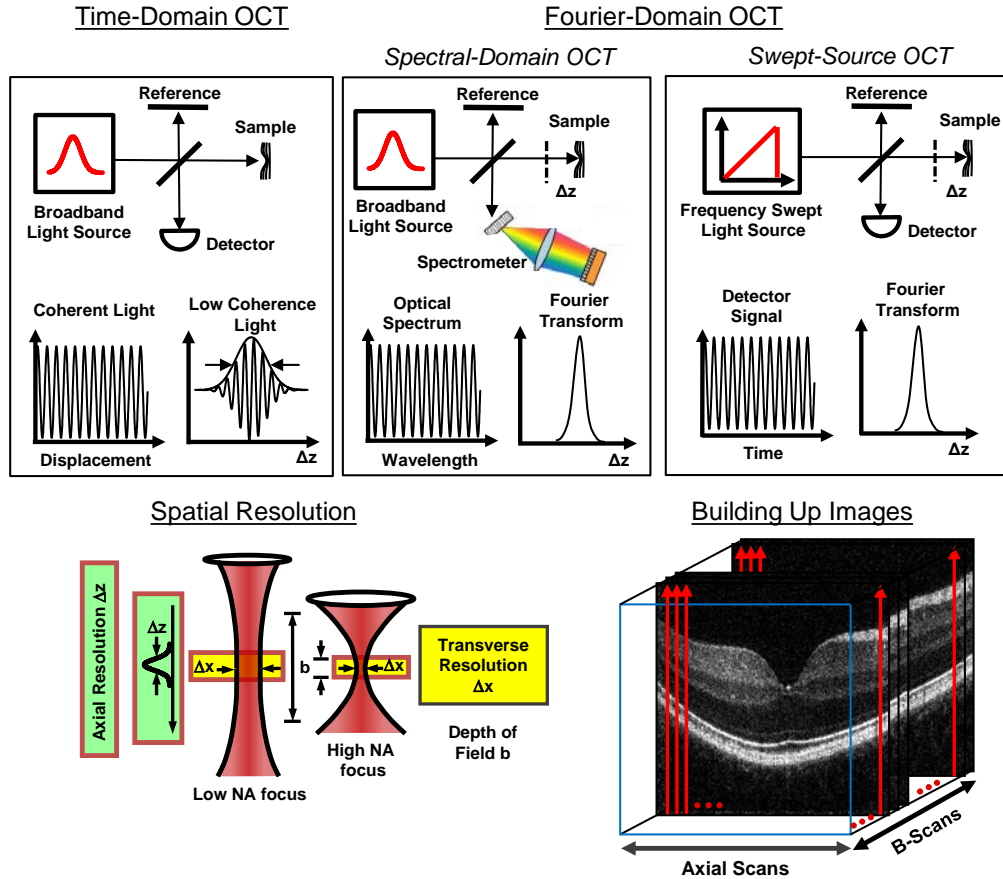 Time-Domain OCT
Fourier-Domain OCT
Spectral-Domain OCT
Swept-Source OCT
Reference
Sample
Broadband
Light Source
Detector
Coherent Light
Low Coherence
Light
Displacement
Δz
Reference
Sample
Δz
Broadband
Light Source
Spectrometer
Optical
Spectrum
Fourier
Transform
Wavelength
Δz
Reference
Sample
Δz
Frequency Swept
Light Source
Detector
Detector
Signal
Fourier
Transform
Time
Δz
Spatial Resolution
Axial Resolution Δz
Δz
Δx
b
Δx
Transverse
Resolution
Δx
Low NA focus
High NA
focus
Depth of
Field b
Building Up Images
Axial Scans
B-Scans